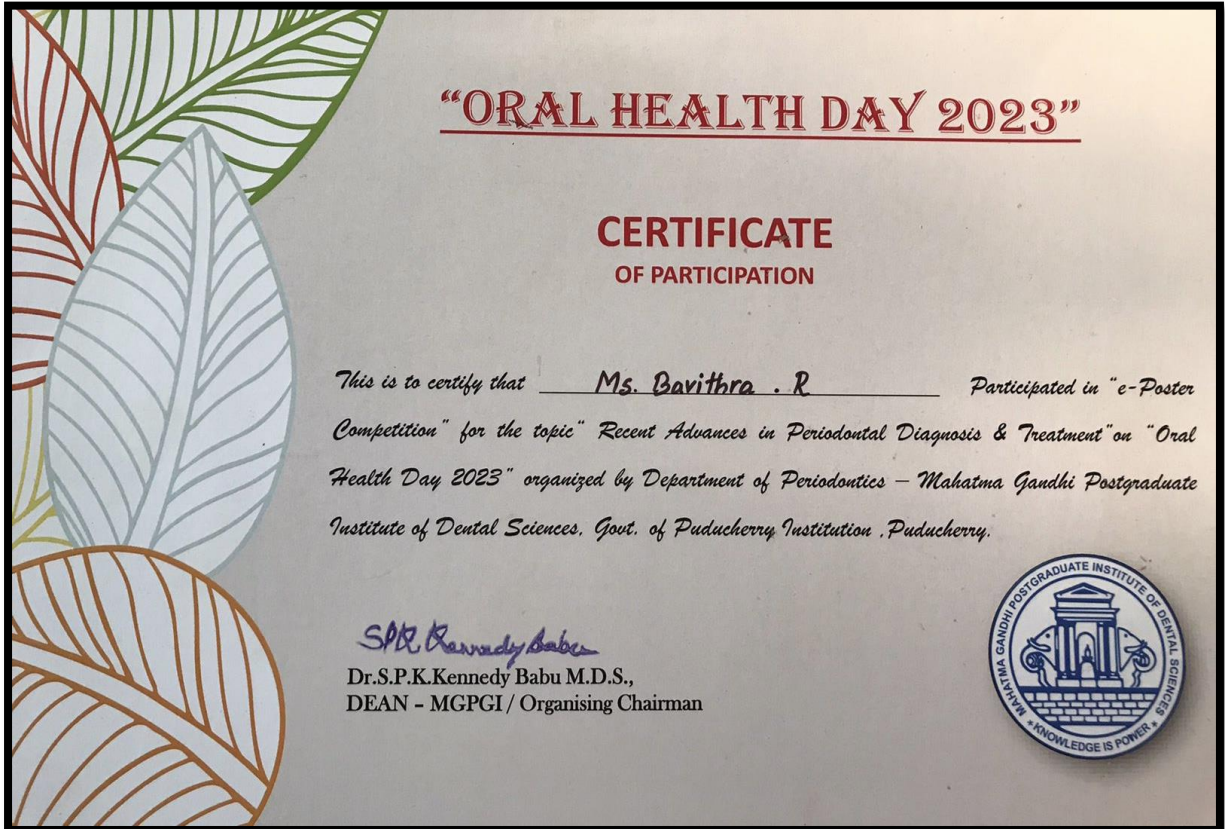 “ORAL HEALTH DAY 2023”
CERTIFICATE
OF PARTICIPATION
This is to certify that Ms. Bavithra . R Participated in “e-Poster
Competition” for the topic“ Recent Advances in Periodontal Diagnosis & Treatment”on “Oral
Health Day 2023” organized by Department of Periodontics – Mahatma Gandhi Postgraduate
Institute of Dental Sciences, Govt. of Puducherry Institution ,Puducherry.
SPK Kennedy Babu
Dr.S.P.K.Kennedy Babu M.D.S.,
DEAN – MGPGI / Organising Chairman
MAHATMA GANDHI POSTGRADUATE INSTITUTE OF DENTAL SCIENCES
* KNOWLEDGE IS POWER *